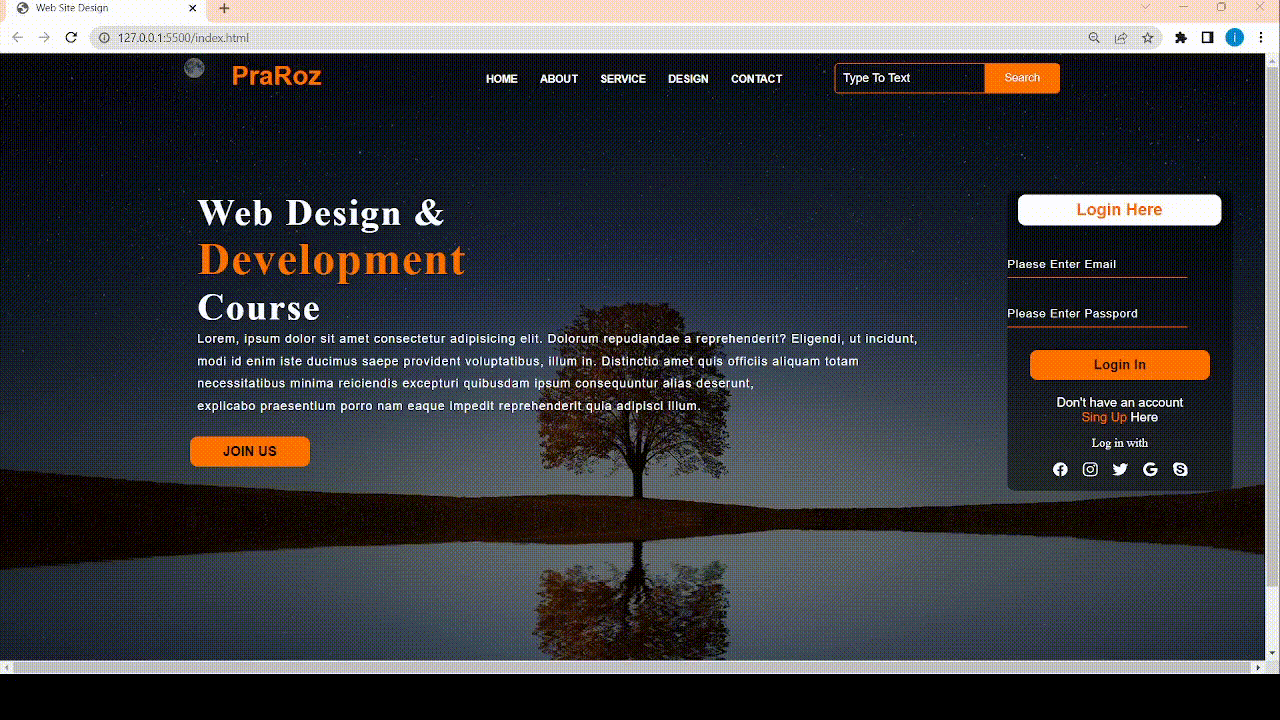 Web Site Design
127.0.0.1:5500/index.html
i
PraRoz
HOME ABOUT SERVICE DESIGN CONTACT
Type To Text
Search
Web Design &
Development
Course
Lorem, ipsum dolor sit amet consectetur adipisicing elit. Dolorum repudiandae a reprehenderit? Eligendi, ut incidunt,
modi id enim iste ducimus saepe provident voluptatibus, illum in. Distinctio amet quis officiis aliquam totam
necessitatibus minima reiciendis excepturi quibusdam ipsum consequuntur alias deserunt,
explicabo praesentium porro nam eaque impedit reprehenderit quia adipisci illum.
JOIN US
Login Here
Plaese Enter Email
Please Enter Passpord
Login In
Don't have an account
Sing Up Here
Log in with